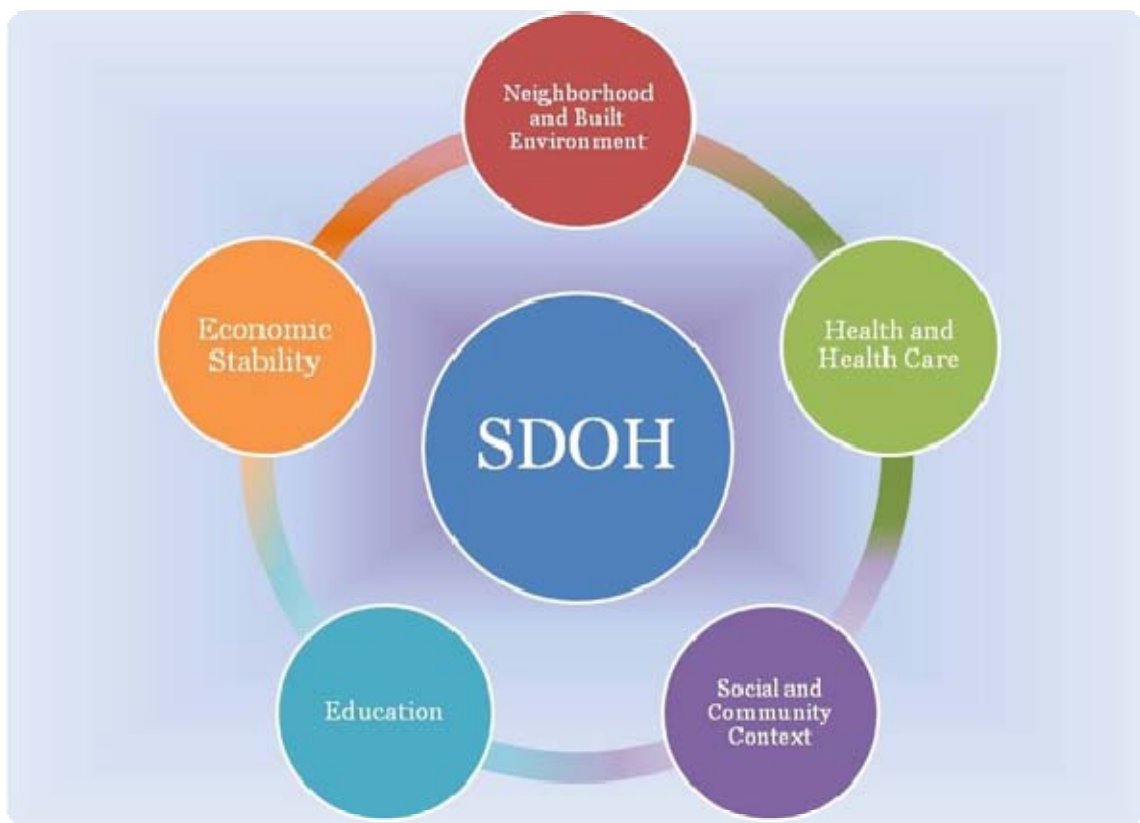 Neighborhood
and Built
Environment
Economic
Stability
Health and
Health Care
SDOH
Education
Social and
Community
Context